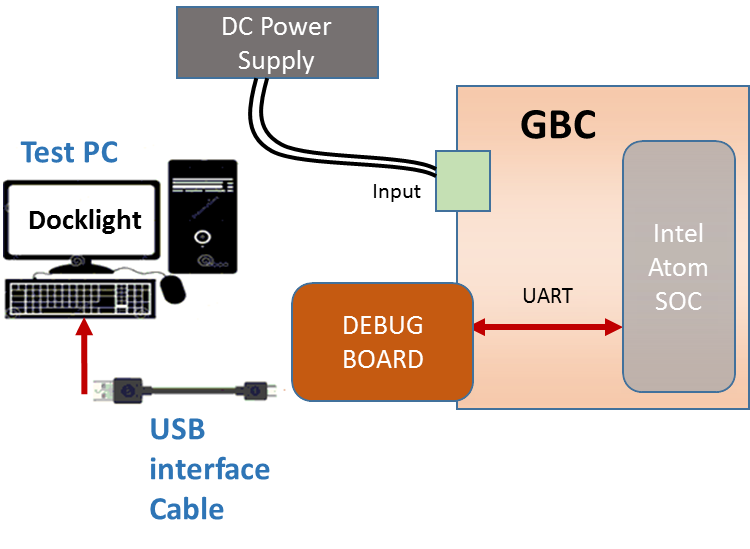 DC Power
Supply
GBC
Test PC
Docklight
Input
Intel
Atom
SOC
UART
DEBUG
BOARD
USB
interface
Cable